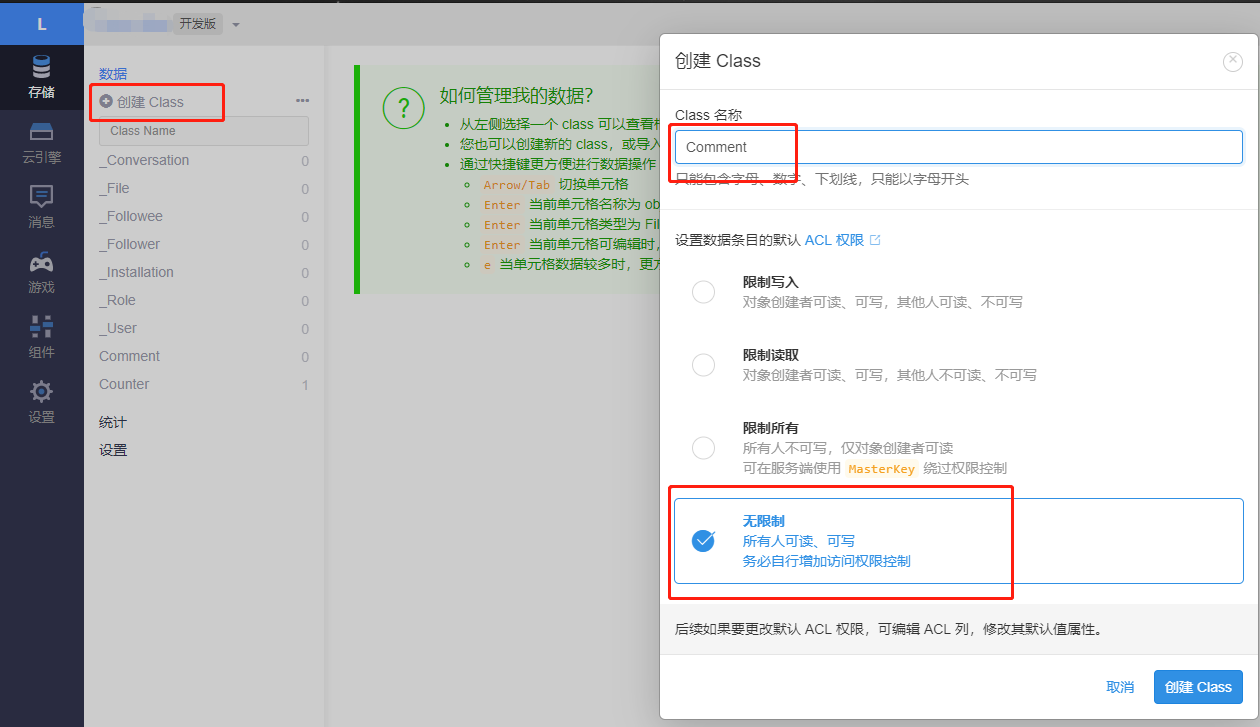 L
开发版
存储
云引擎
消息
游戏
组件
设置
数据
创建 Class
Class Name
_Conversation 0
_File 0
_Followee 0
_Follower 0
_Installation 0
_Role 0
_User 0
Comment 0
Counter 1
统计
设置
如何管理我的数据?
从左侧选择一个 class 可以查看
您也可以创建新的 class，或导入
通过快捷键更方便进行数据操作
Arrow/Tab 切换单元格
Enter 当前单元格名称为 ob
Enter 当前单元格类型为 Fil
Enter 当前单元格可编辑时，
e 当单元格数据较多时，更方
创建 Class
Class 名称
Comment
只能包含字母、数字、下划线，只能以字母开头
设置数据条目的默认 ACL 权限
限制写入
对象创建者可读、可写，其他人可读、不可写
限制读取
对象创建者可读、可写，其他人不可读、不可写
限制所有
所有人不可写，仅对象创建者可读
可在服务端使用 MasterKey 绕过权限控制
无限制
所有人可读、可写
务必自行增加访问权限控制
后续如果要更改默认 ACL 权限，可编辑 ACL 列，修改其默认值属性。
取消
创建 Class